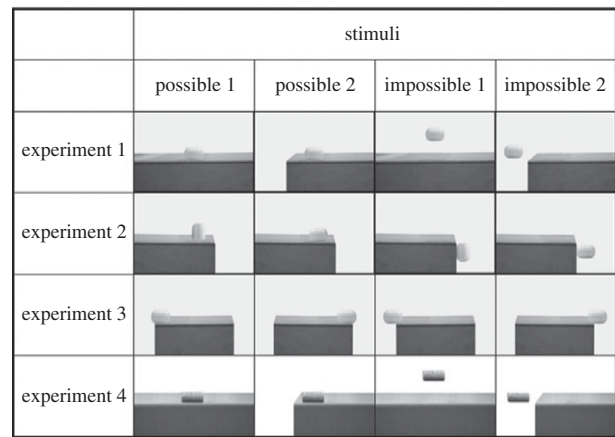 stimuli
possible 1 possible 2 impossible 1 impossible 2
experiment 1
experiment 2
experiment 3
experiment 4